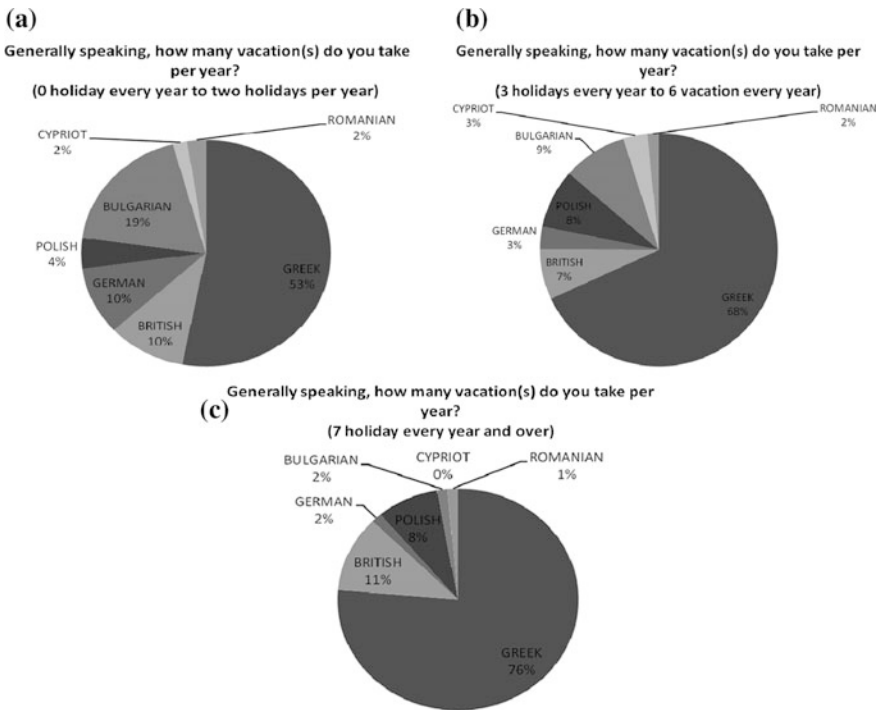 (a)
Generally speaking, how many vacation(s) do you take
per year?
(0 holiday every year to two holidays per year)
CYPRIOT
2%
ROMANIAN
2%
BULGARIAN
19%
POLISH
4%
GERMAN
10%
BRITISH
10%
GREEK
53%
(b)
Generally speaking, how many vacation(s) do you take per
year?
(3 holidays every year to 6 vacation every year)
CYPRIOT
3%
ROMANIAN
2%
BULGARIAN
9%
POLISH
8%
GERMAN
3%
BRITISH
7%
GREEK
68%
(c)
Generally speaking, how many vacation(s) do you take per
year?
(7 holiday every year and over)
BULGARIAN
2%
CYPRIOT
0%
ROMANIAN
1%
GERMAN
2%
POLISH
8%
BRITISH
11%
GREEK
76%